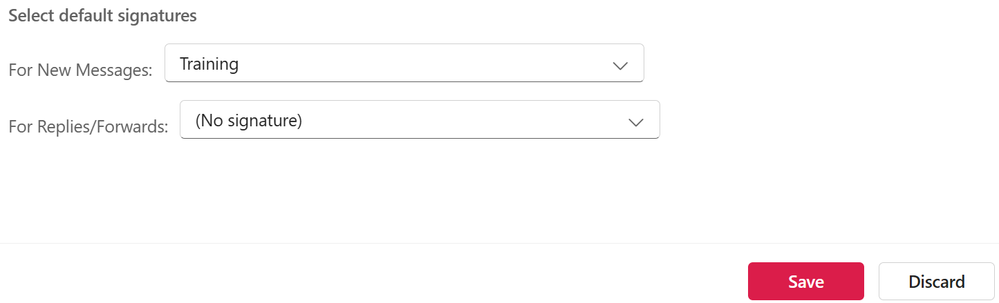 Select default signatures
For New Messages: Training
For Replies/Forwards: (No signature)
Save Discard